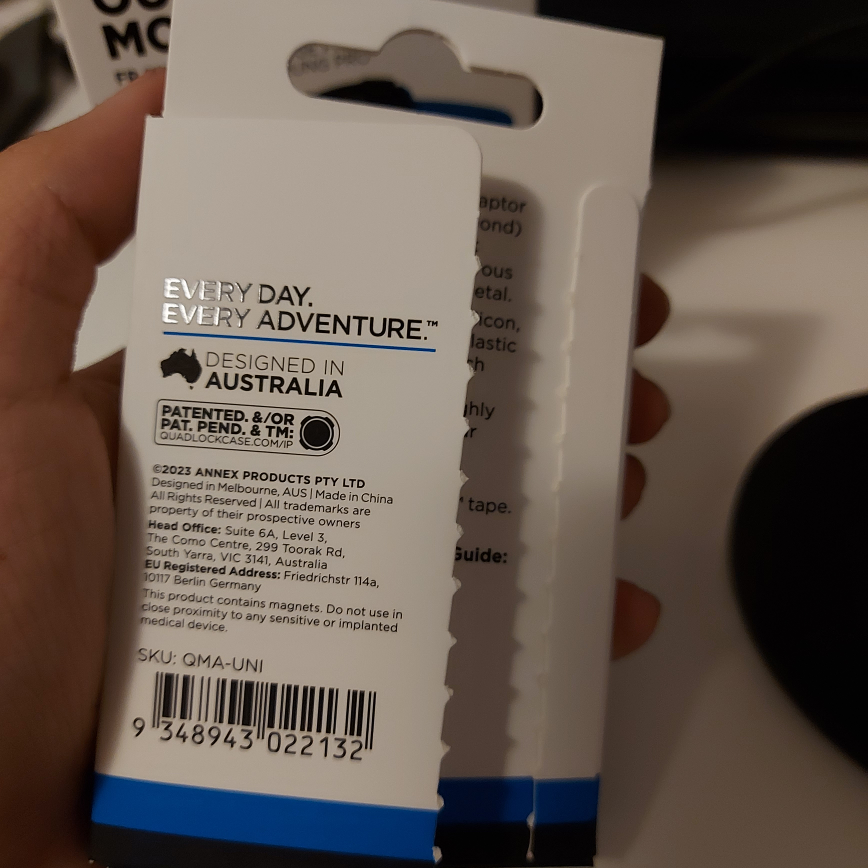 MO
EVERY DAY.
EVERY ADVENTURE.™
DESIGNED IN
AUSTRALIA
PATENTED. &/OR
PAT. PEND. & TM:
QUADLOCKCASE.COM/IP
©2023 ANNEX PRODUCTS PTY LTD
Designed in Melbourne, AUS | Made in China
All Rights Reserved | All trademarks are
property of their prospective owners
Head Office: Suite 6A, Level 3,
The Como Centre, 299 Toorak Rd,
South Yarra, VIC 3141, Australia
EU Registered Address: Friedrichstr 114a,
10117 Berlin Germany
This product contains magnets. Do not use in
close proximity to any sensitive or implanted
medical device.
SKU: QMA-UNI
9 348943 022132
aptor
ond)
ous
etal.
icon,
lastic
ghly
tape.
Guide: